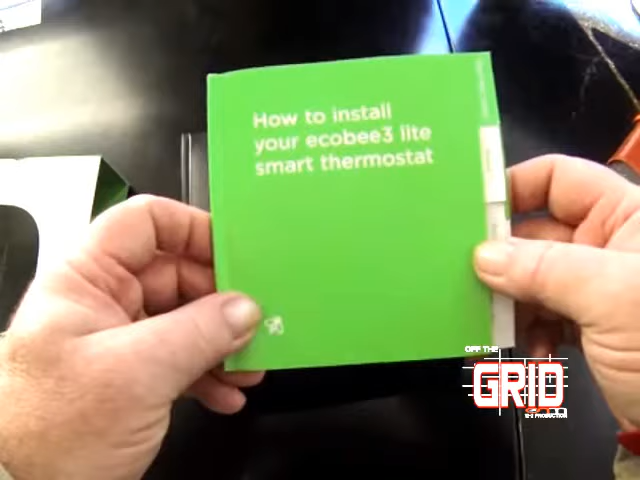 How to install
your ecobee3 lite
smart thermostat
OFF THE
GRID